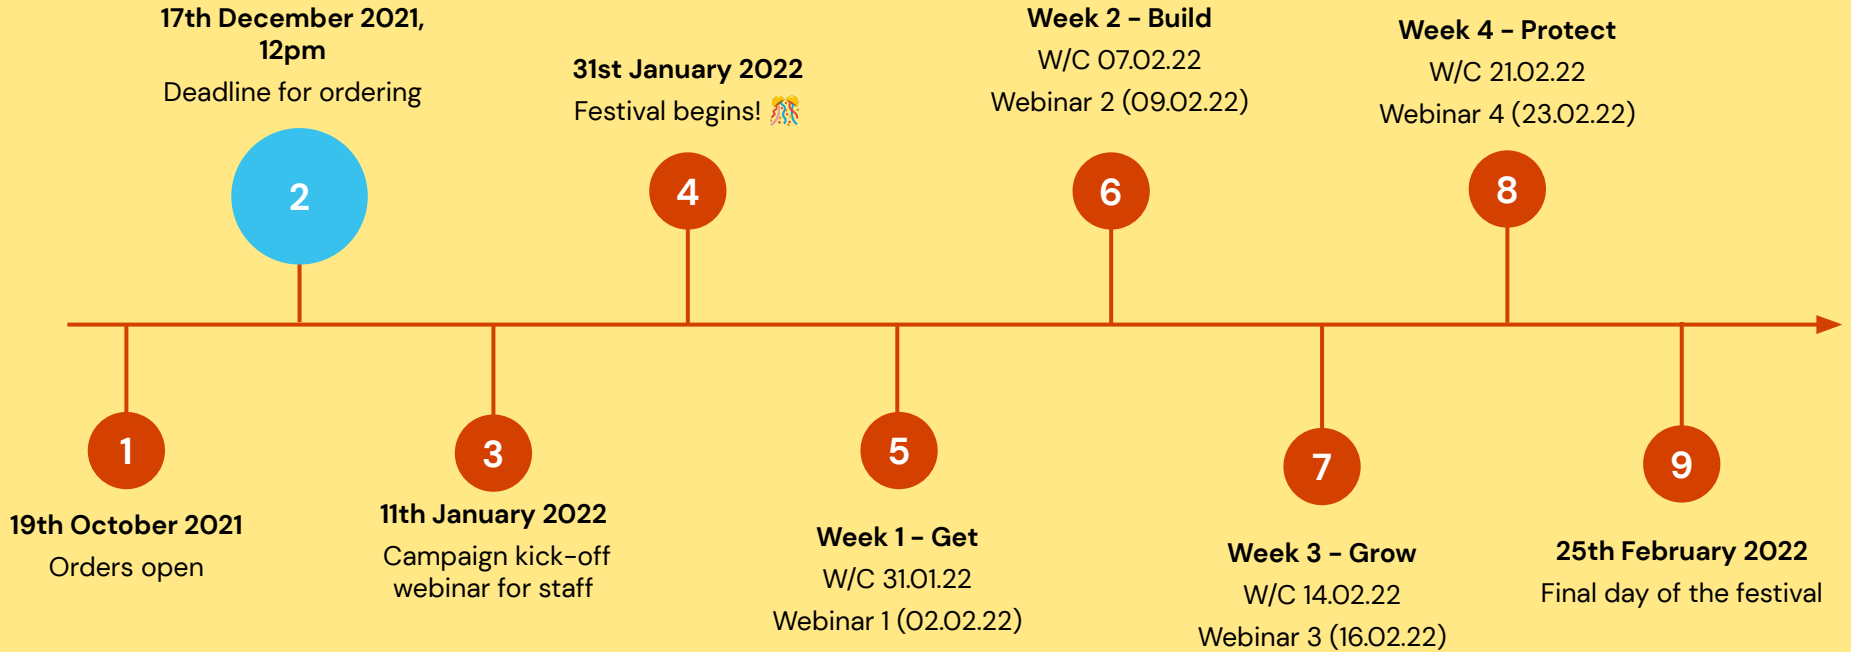 17th December 2021,
12pm
Deadline for ordering
2
31st January 2022
Festival begins! 🎊
4
Week 2 - Build
W/C 07.02.22
Webinar 2 (09.02.22)
6
Week 4 - Protect
W/C 21.02.22
Webinar 4 (23.02.22)
8
1
19th October 2021
Orders open
3
11th January 2022
Campaign kick-off
webinar for staff
5
Week 1 - Get
W/C 31.01.22
Webinar 1 (02.02.22)
7
Week 3 - Grow
W/C 14.02.22
Webinar 3 (16.02.22)
9
25th February 2022
Final day of the festival